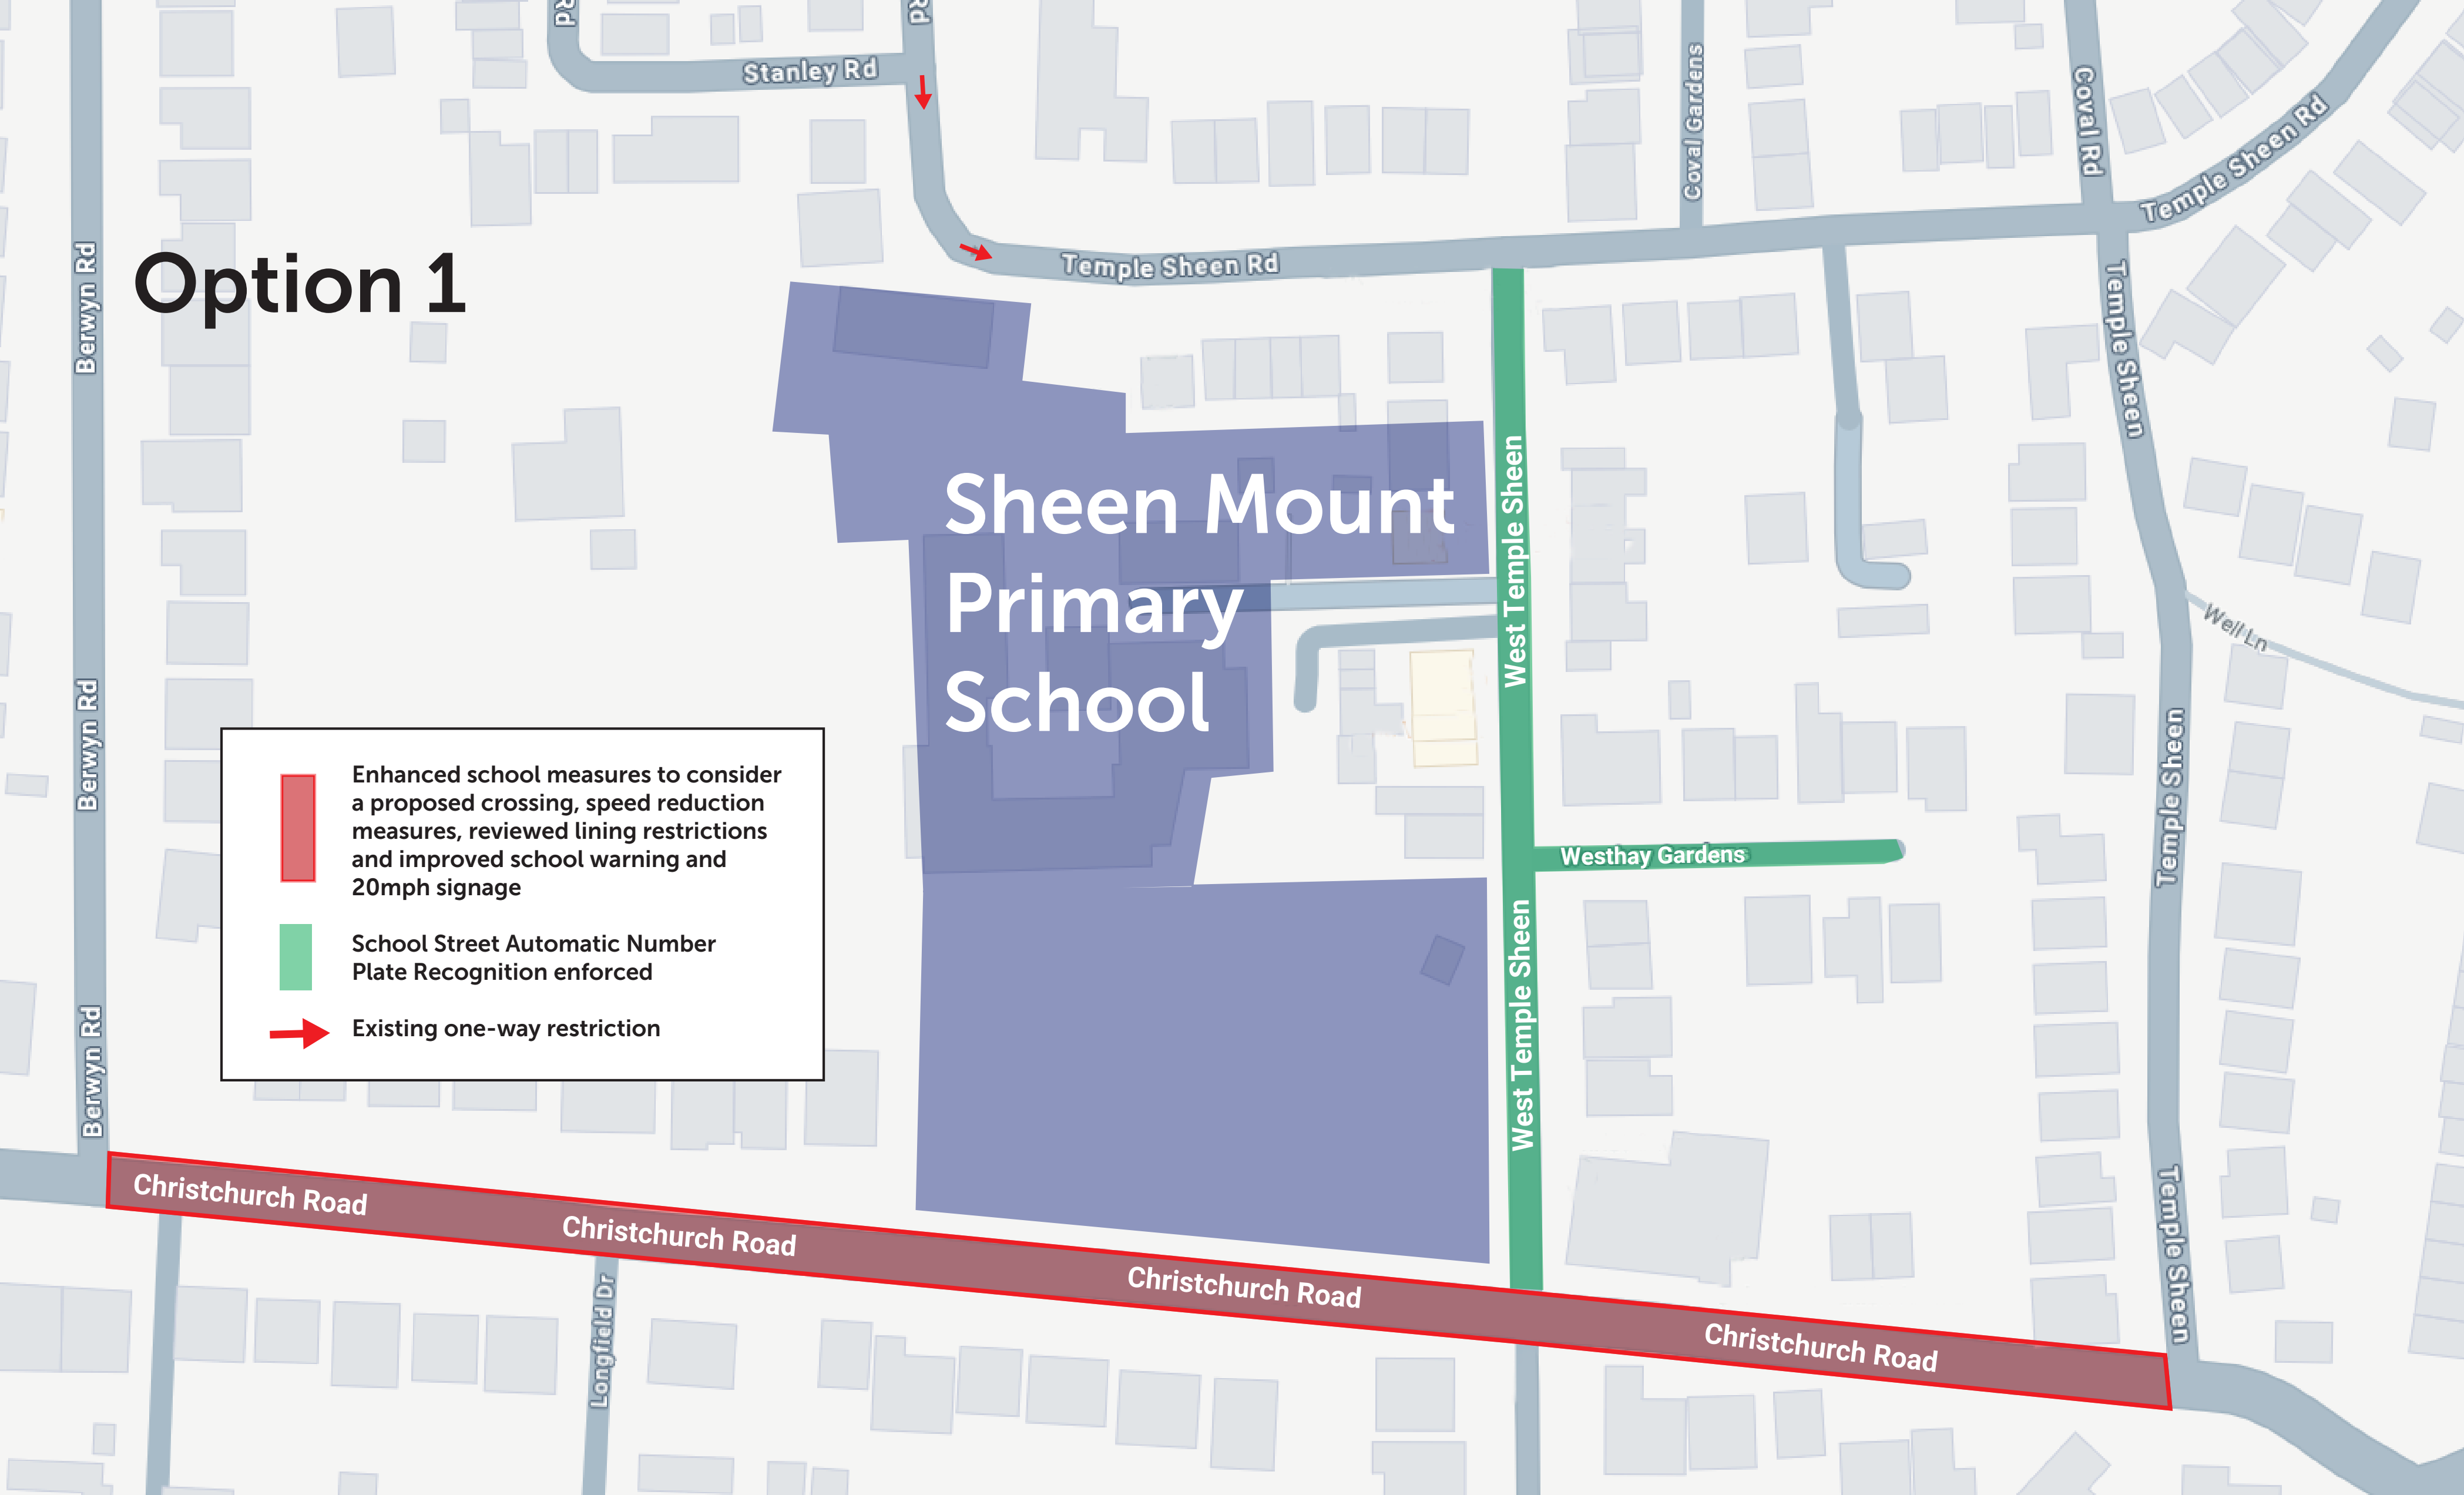 Rd
Rd
Stanley Rd
Coval Gardens
Coval Rd
Temple Sheen Rd
Temple Sheen Rd
Berwyn Rd
Option 1
Temple Sheen
Sheen Mount
Primary
School
West Temple Sheen
Well Ln
Berwyn Rd
Temple Sheen
Enhanced school measures to consider
a proposed crossing, speed reduction
measures, reviewed lining restrictions
and improved school warning and
20mph signage
School Street Automatic Number
Plate Recognition enforced
Existing one-way restriction
Westhay Gardens
West Temple Sheen
Berwyn Rd
Temple Sheen
Christchurch Road
Christchurch Road
Christchurch Road
Christchurch Road
Longfield Dr